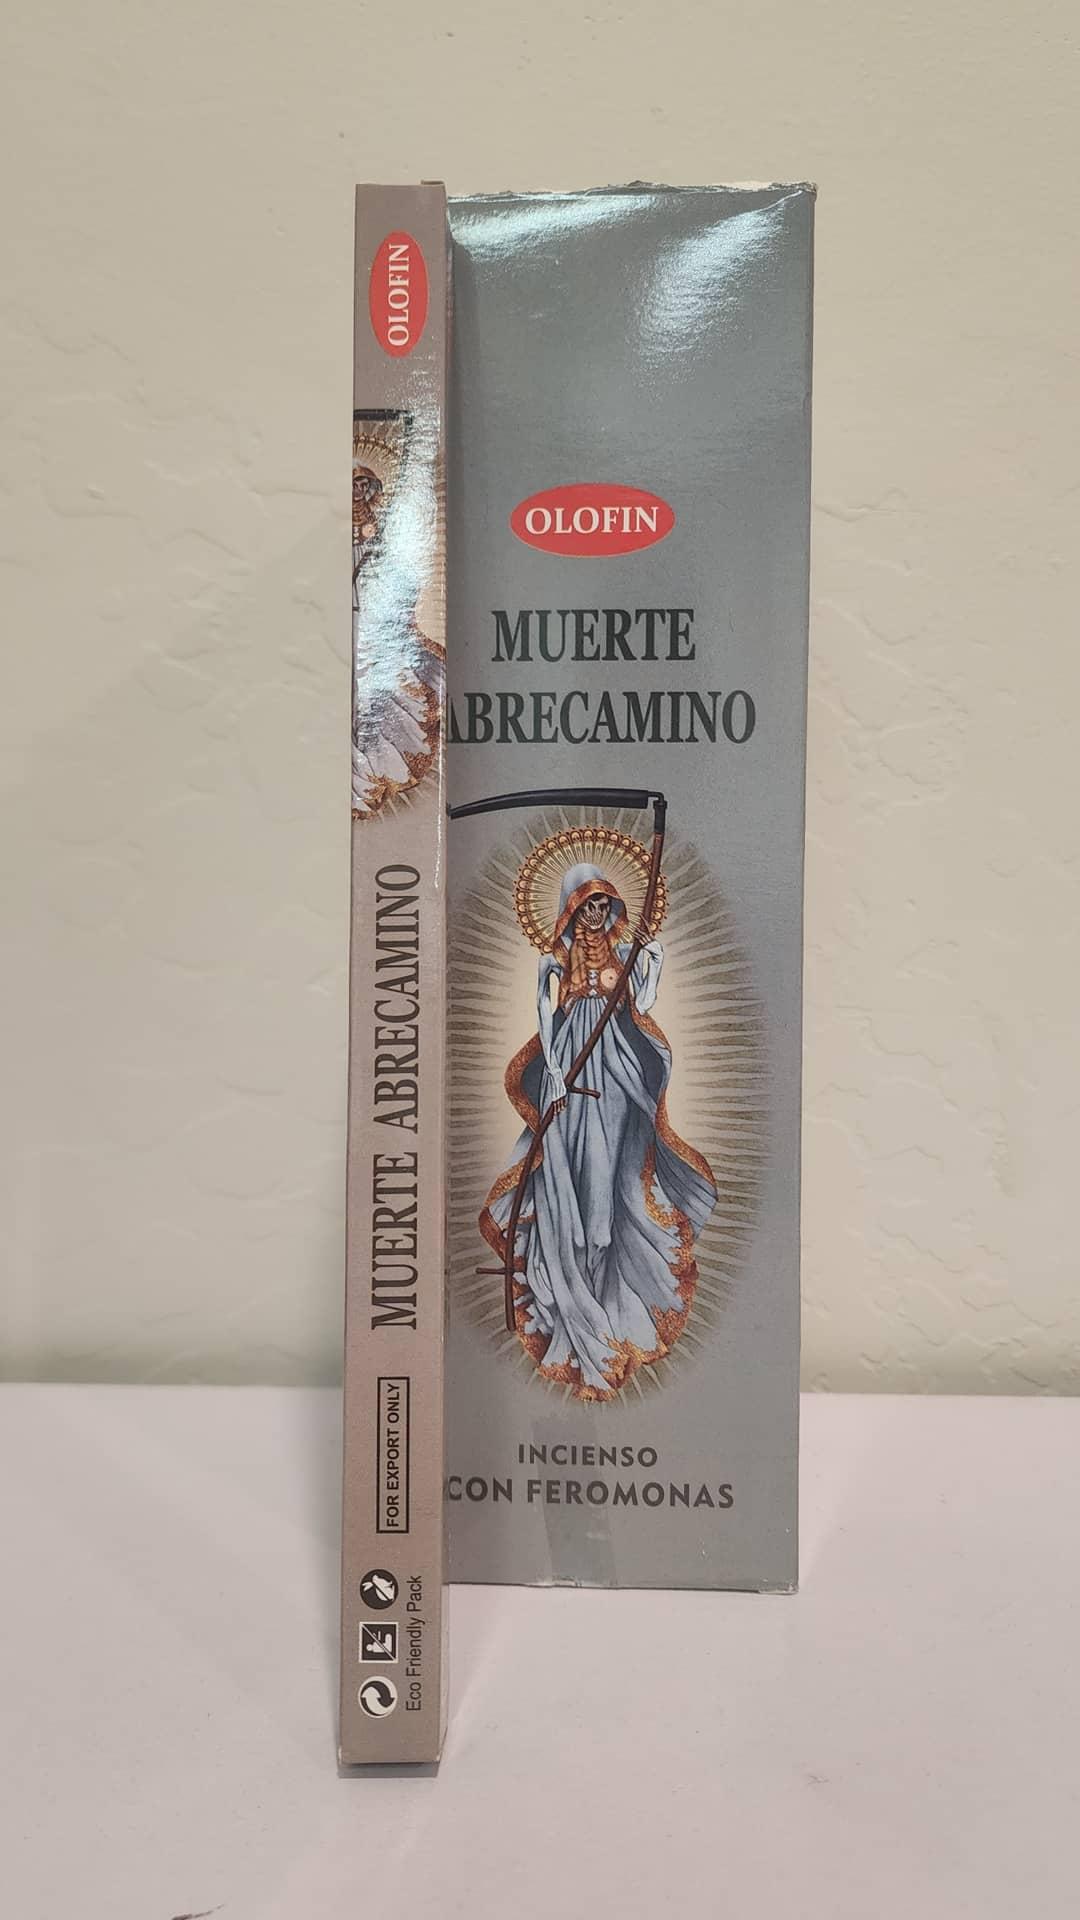 OLOFIN
MUERTE ABRECAMINO
FOR EXPORT ONLY
Eco Friendly Pack
OLOFIN
MUERTE
ABRECAMINO
INCIENSO
CON FEROMONAS